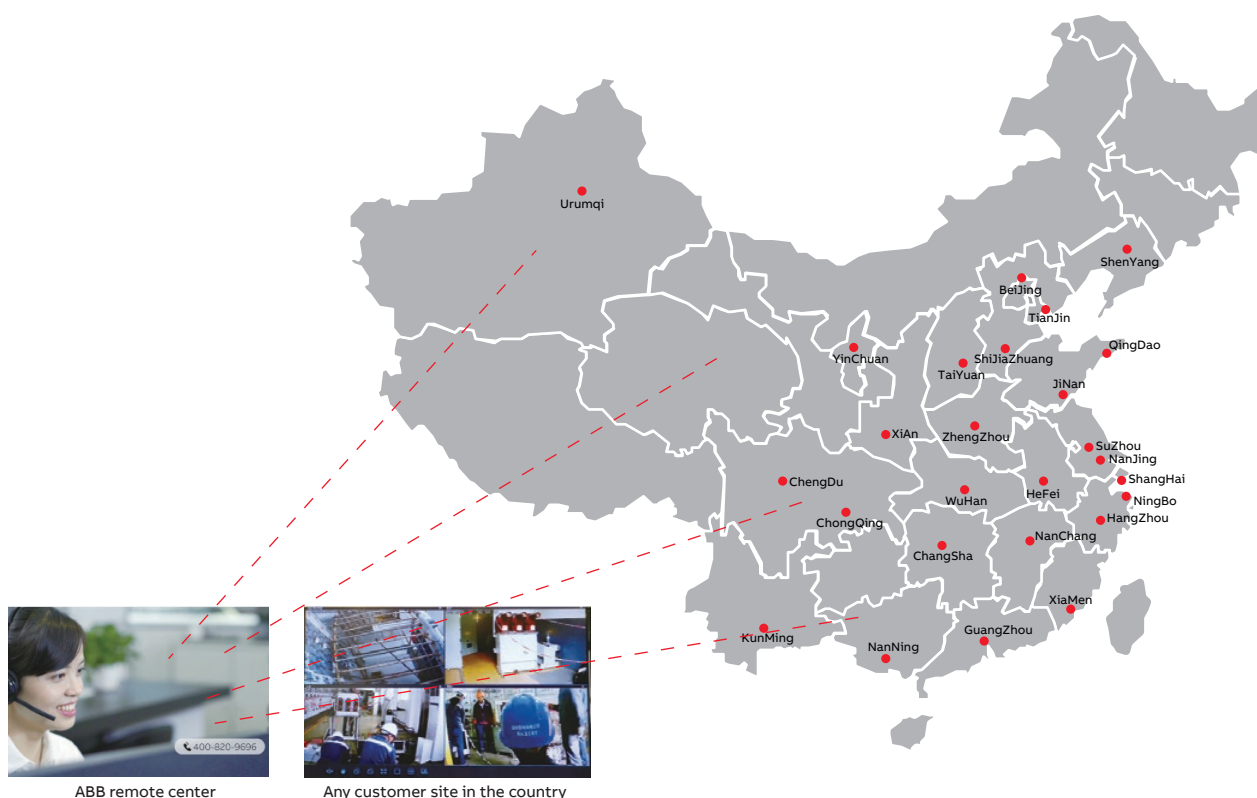 Urumqi
ShenYang
BeiJing
TianJin
QingDao
YinChuan
ShiJiaZhuang
TaiYuan
JiNan
XiAn
ZhengZhou
SuZhou
NanJing
ChengDu
ShangHai
WuHan
HeFei
NingBo
ChongQing
HangZhou
NanChang
ChangSha
XiaMen
KunMing
GuangZhou
NanNing
400-820-9696
ABB remote center
Any customer site in the country